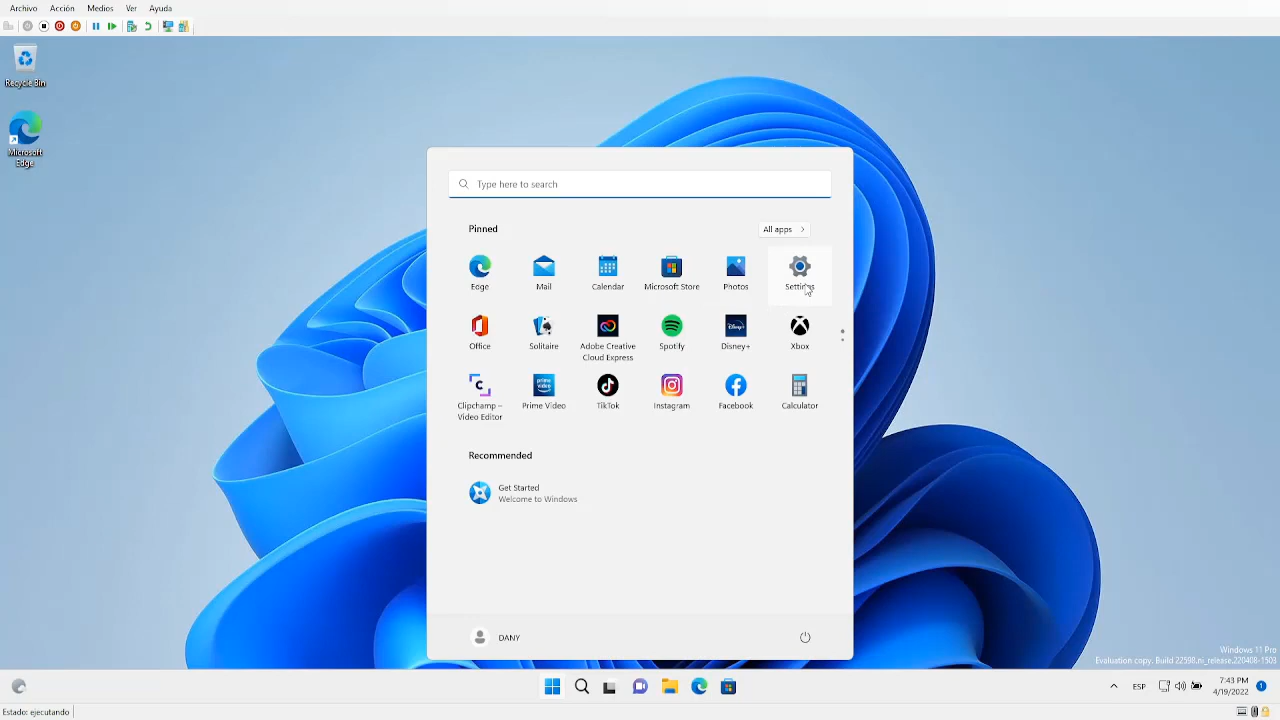 Archivo Acción Medios Ver Ayuda
Recycle Bin
Microsoft
Edge
Type here to search
Pinned
All apps
Edge Mail Calendar Microsoft Store Photos Settings
Office Solitaire Adobe Creative Cloud Express Spotify Disney+ Xbox
Clipchamp – Video Editor Prime Video TikTok Instagram Facebook Calculator
Recommended
Get Started
Welcome to Windows
DANY
Windows 11 Pro
Evaluation copy. Build 22598.ni_release.220408-1503
ESP
7:43 PM
4/19/2022
1
Estado: ejecutando